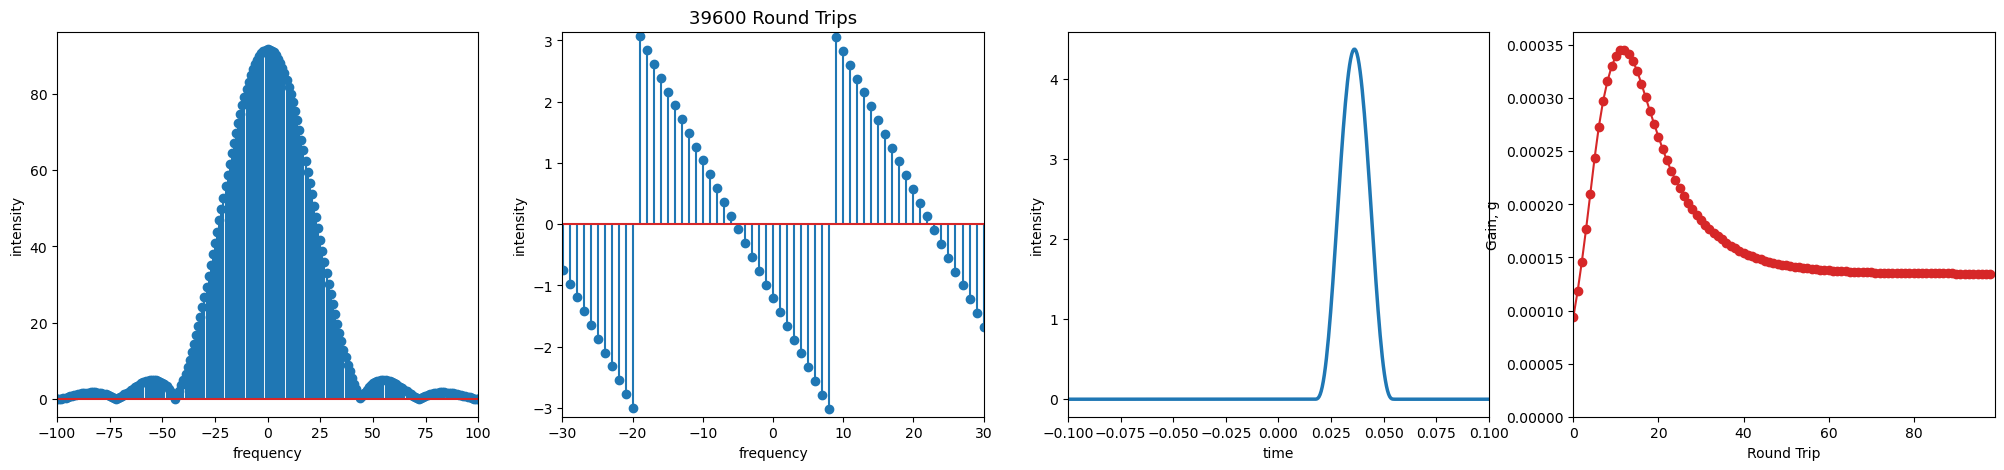 39600 Round Trips
intensity
80
60
40
20
0
−100 −75 −50 −25 0 25 50 75 100
frequency
intensity
3
2
1
0
−1
−2
−3
−30 −20 −10 0 10 20 30
frequency
intensity
4
3
2
1
0
−0.100 −0.075 −0.050 −0.025 0.000 0.025 0.050 0.075 0.100
time
Gain, g
0.00035
0.00030
0.00025
0.00020
0.00015
0.00010
0.00005
0.00000
0 20 40 60 80
Round Trip